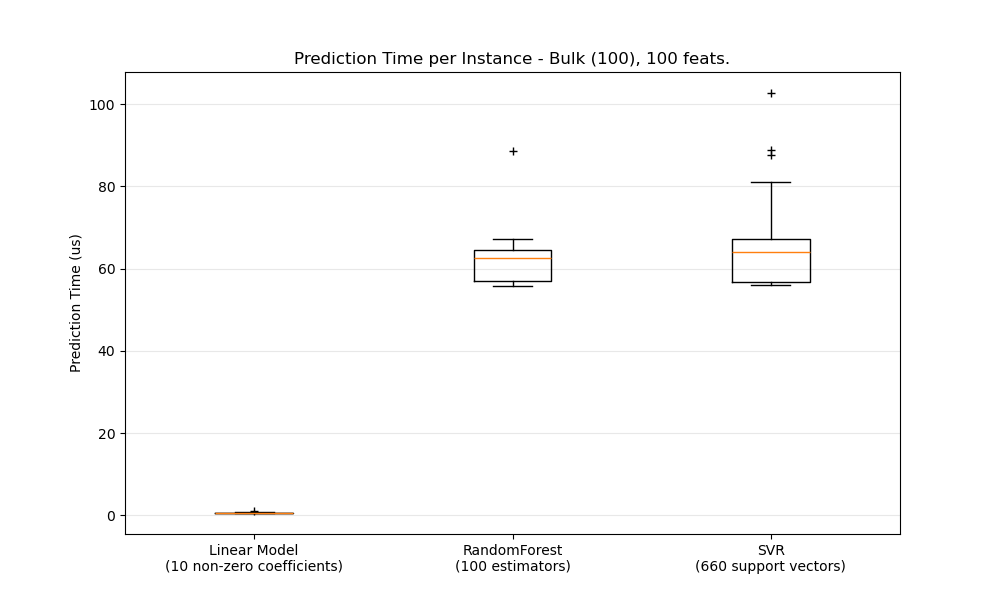 Prediction Time per Instance - Bulk (100), 100 feats.
100
80
60
40
20
0
Prediction Time (us)
Linear Model
(10 non-zero coefficients)
RandomForest
(100 estimators)
SVR
(660 support vectors)